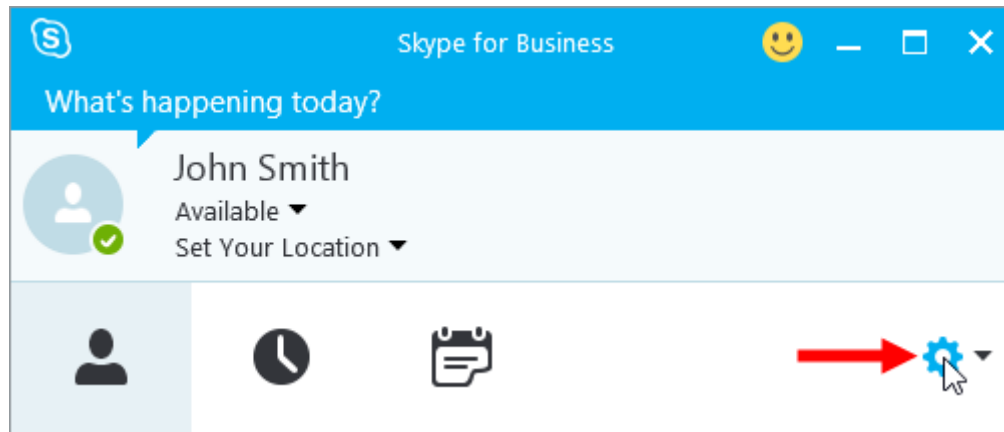 Skype for Business
What's happening today?
John Smith
Available
Set Your Location